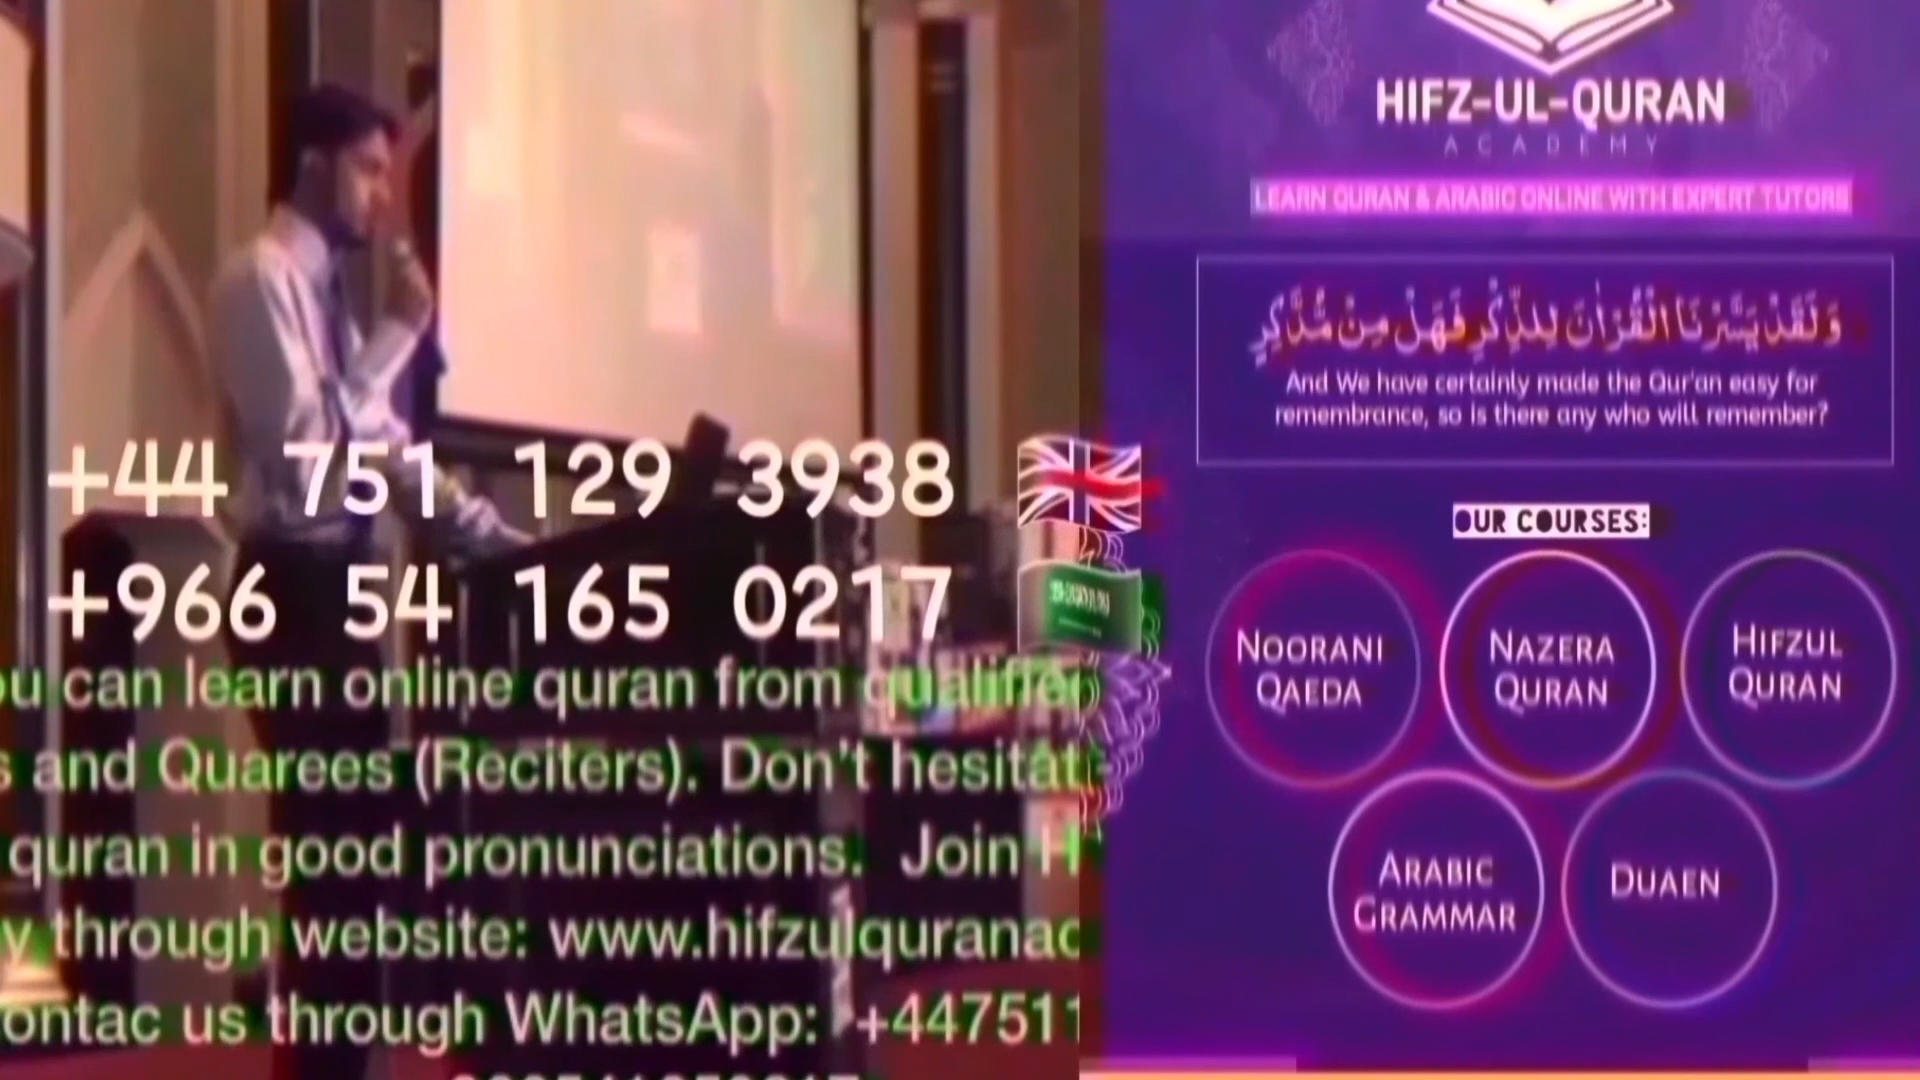 +44 751 129 3938
+966 54 165 0217
can learn online quran from
and Quarees (Reciters). Don't
quran in good pronunciations. Join
through website: www.hifzulquranac
ontac us through WhatsApp: +447511
HIFZ-UL-QURAN
ACADEMY
LEARN QURAN & ARABIC ONLINE WITH EXPERT TUTORS
وَلَقَدْ يَسَّرْنَا الْقُرْاٰنَ لِلذِّكْرِ فَهَلْ مِنْ مُّدَّكِرٍ
And We have certainly made the Qur'an easy for
remembrance, so is there any who will remember?
OUR COURSES:
NOORANI
QAEDA
NAZERA
QURAN
HIFZUL
QURAN
ARABIC
GRAMMAR
DUAEN